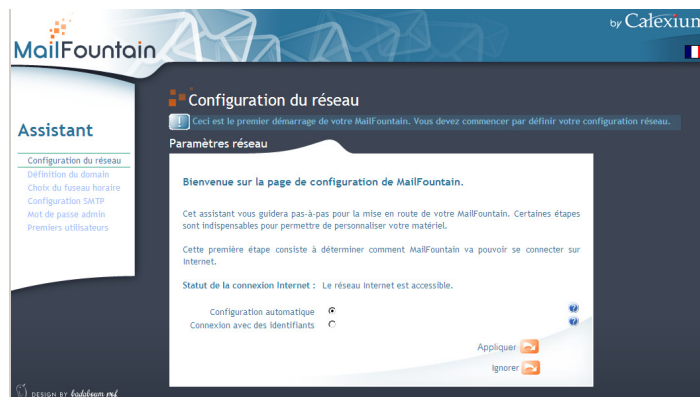 by Calexium
MailFountain
Configuration du réseau
Ceci est le premier démarrage de votre MailFountain. Vous devez commencer par définir votre configuration réseau.
Assistant
Configuration du réseau
Définition du domain
Choix du fuseau horaire
Configuration SMTP
Mot de passe admin
Premiers utilisateurs
Paramètres réseau
Bienvenue sur la page de configuration de MailFountain.
Cet assistant vous guidera pas-à-pas pour la mise en route de votre MailFountain. Certaines étapes
sont indispensables pour permettre de personnaliser votre matériel.
Cette première étape consiste à déterminer comment MailFountain va pouvoir se connecter sur
Internet.
Statut de la connexion Internet : Le réseau Internet est accessible.
Configuration automatique
Connexion avec des identifiants
Appliquer
Ignorer
DESIGN BY badaboum prod